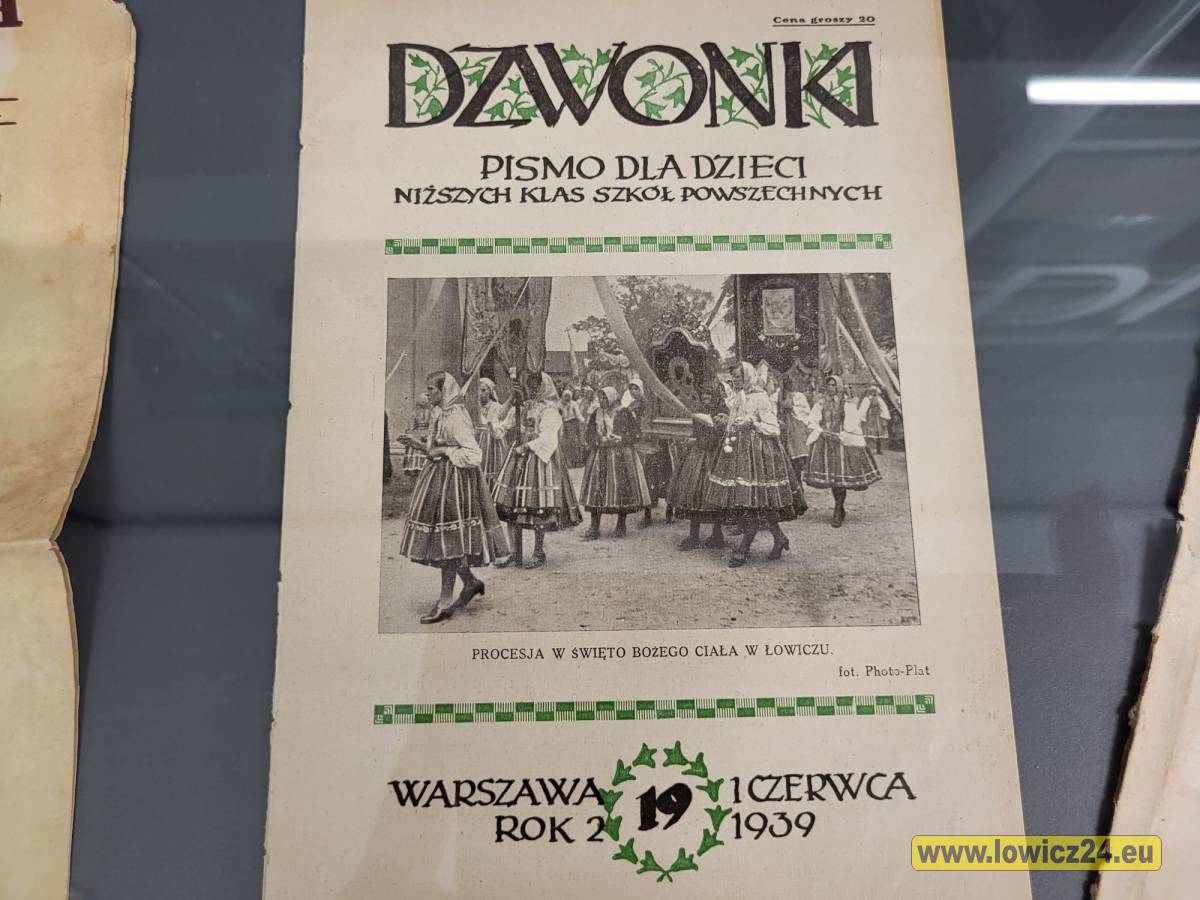 Cena groszy 20
DZWONKI
PISMO DLA DZIECI
NIŻSZYCH KLAS SZKÓŁ POWSZECHNYCH
PROCESJA W ŚWIĘTO BOŻEGO CIAŁA W ŁOWICZU.
fot. Photo-Plat
WARSZAWA 19 1 CZERWCA
ROK 2 1939
www.lowicz24.eu